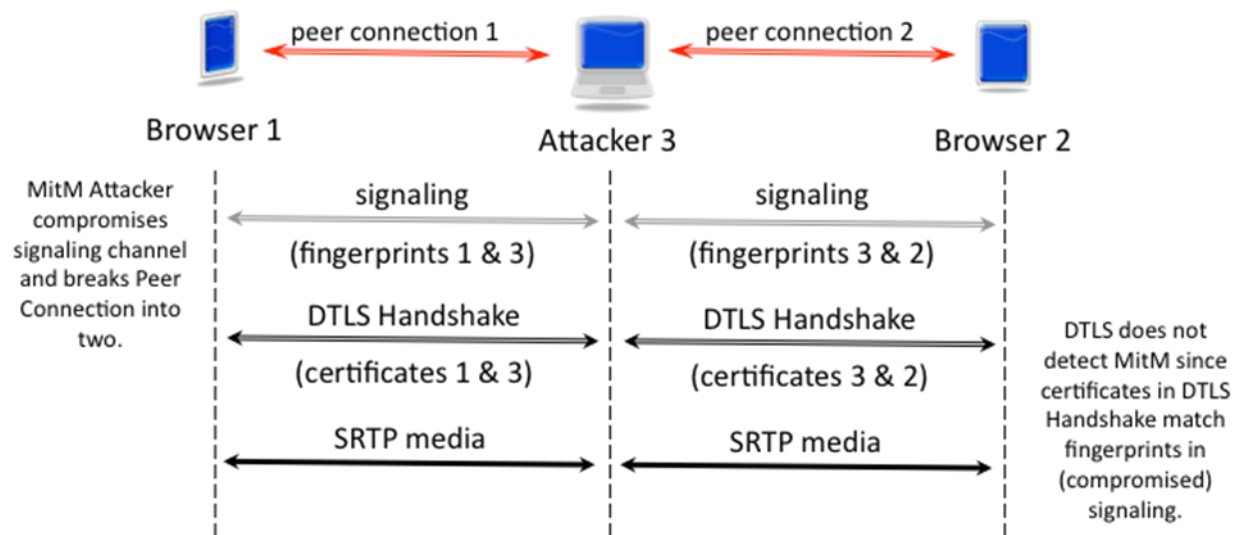 peer connection 1
peer connection 2
Browser 1
Attacker 3
Browser 2
MitM Attacker
compromises
signaling channel
and breaks Peer
Connection into
two.
signaling
signaling
(fingerprints 1 & 3)
(fingerprints 3 & 2)
DTLS Handshake
DTLS Handshake
(certificates 1 & 3)
(certificates 3 & 2)
SRTP media
SRTP media
DTLS does not
detect MitM since
certificates in DTLS
Handshake match
fingerprints in
(compromised)
signaling.